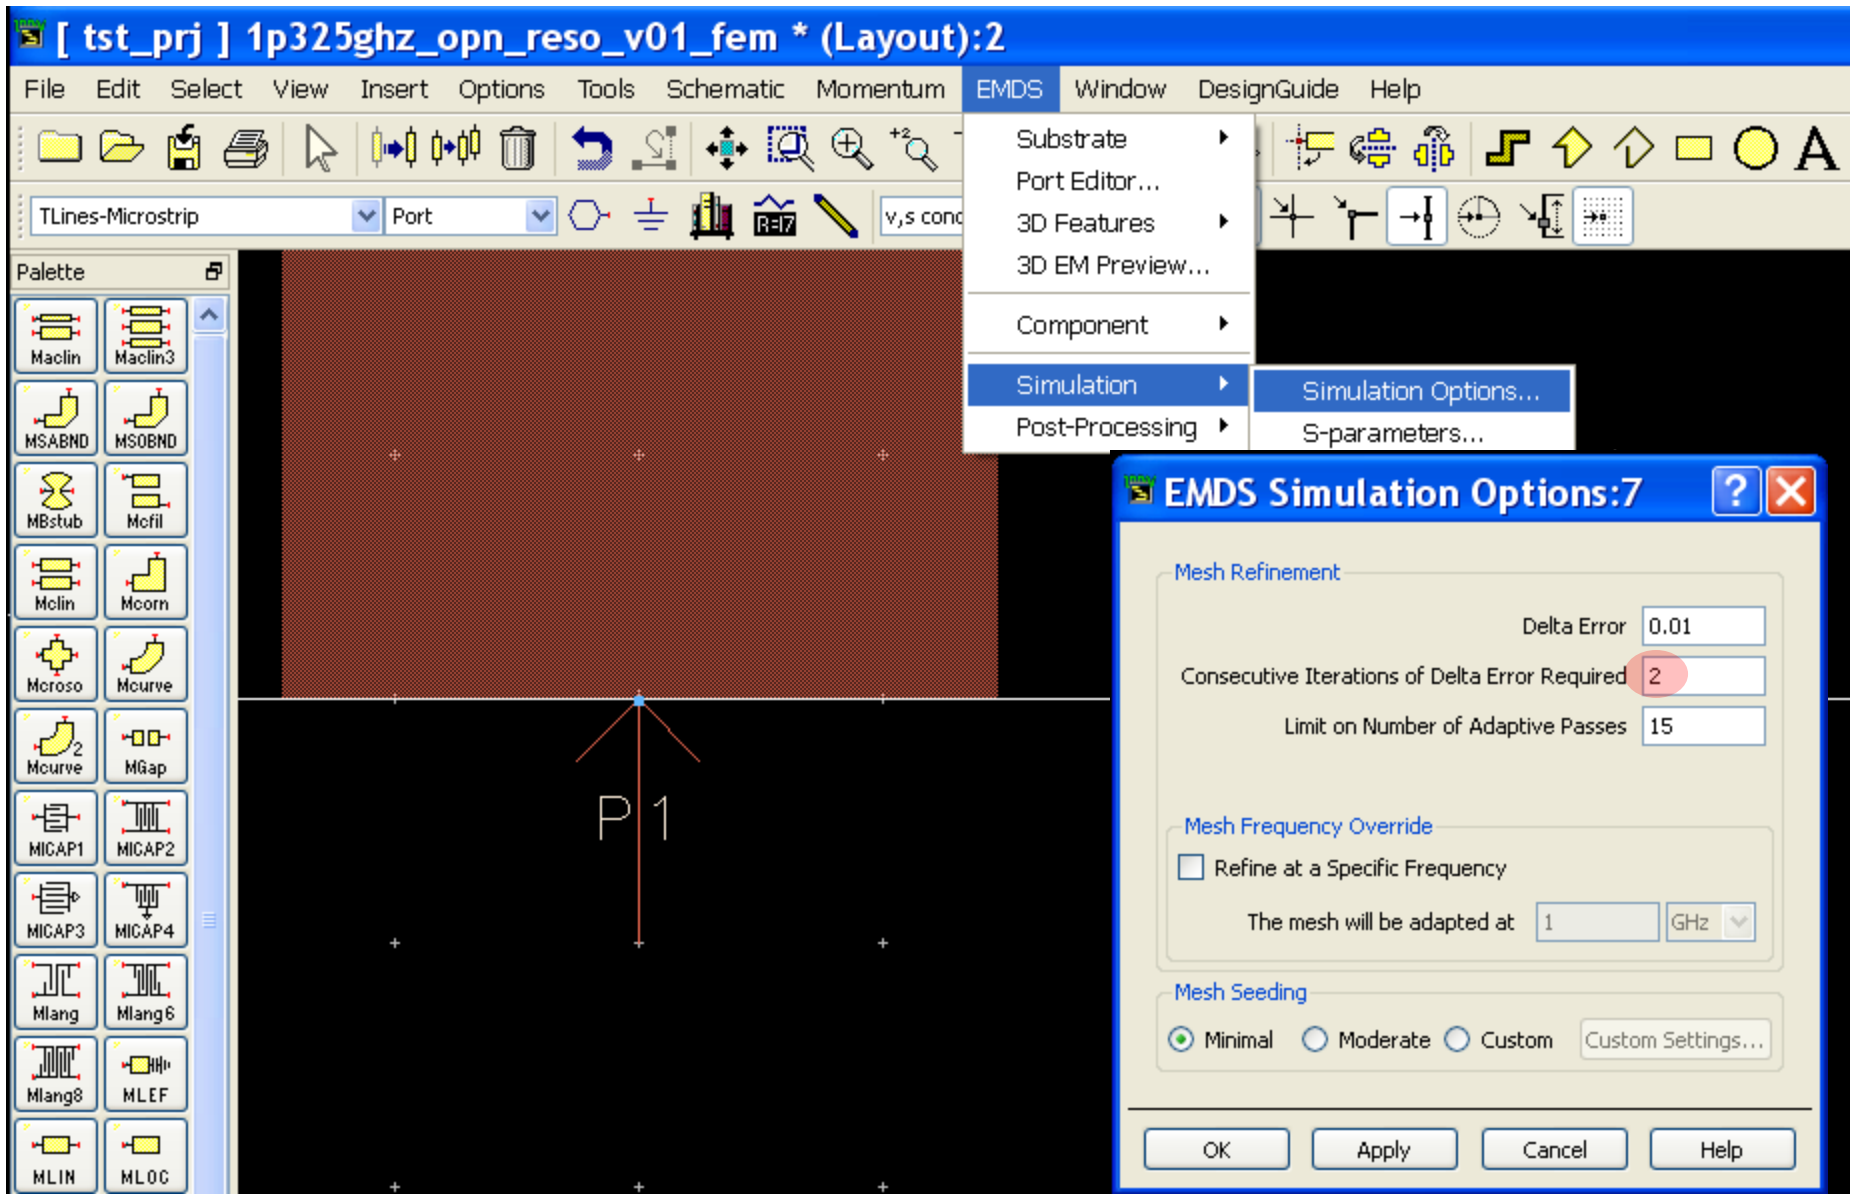 [ tst_prj ] 1p325ghz_opn_reso_v01_fem * (Layout):2
File Edit Select View Insert Options Tools Schematic Momentum EMDS Window DesignGuide Help
+2
A
TLines-Microstrip Port R=17 v,s cond
Substrate
Port Editor...
3D Features
3D EM Preview...
Component
Simulation
Post-Processing
Simulation Options...
S-parameters...
Palette
Maclin Maclin3
MSABND MSOBND
MBstub Mcfil
Mclin Mcorn
Mcroso Mcurve
2
Mcurve MGap
MICAP1 MICAP2
MICAP3 MICAP4
Mlang Mlang6
Mlang8 MLEF
MLIN MLOC
P1
EMDS Simulation Options:7
Mesh Refinement
Delta Error 0.01
Consecutive Iterations of Delta Error Required 2
Limit on Number of Adaptive Passes 15
Mesh Frequency Override
Refine at a Specific Frequency
The mesh will be adapted at 1 GHz
Mesh Seeding
Minimal Moderate Custom Custom Settings...
OK Apply Cancel Help